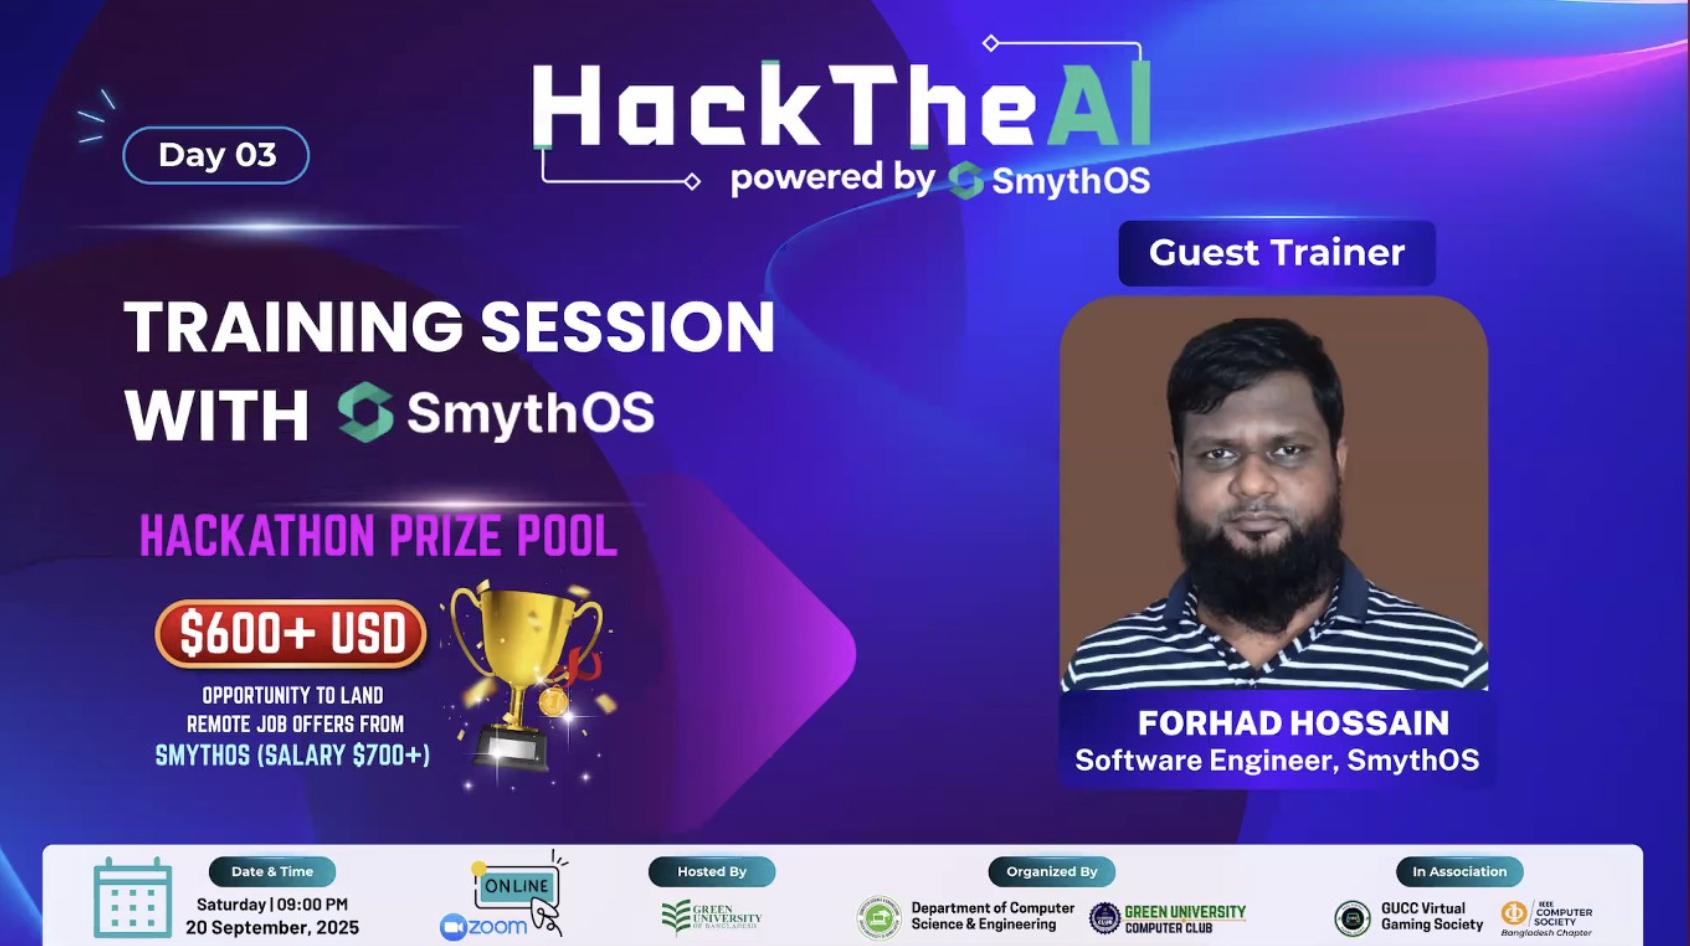 HackTheAI
powered by SmythOS
Day 03
TRAINING SESSION
WITH SmythOS
HACKATHON PRIZE POOL
$600+ USD
OPPORTUNITY TO LAND
REMOTE JOB OFFERS FROM
SMYTHOS (SALARY $700+)
Guest Trainer
FORHAD HOSSAIN
Software Engineer, SmythOS
Date & Time
Saturday | 09:00 PM
20 September, 2025
ONLINE
zoom
Hosted By
GREEN
UNIVERSITY
OF BANGLADESH
Organized By
Department of Computer
Science & Engineering
GREEN UNIVERSITY
COMPUTER CLUB
In Association
GUCC Virtual
Gaming Society
IEEE
COMPUTER
SOCIETY
Bangladesh Chapter